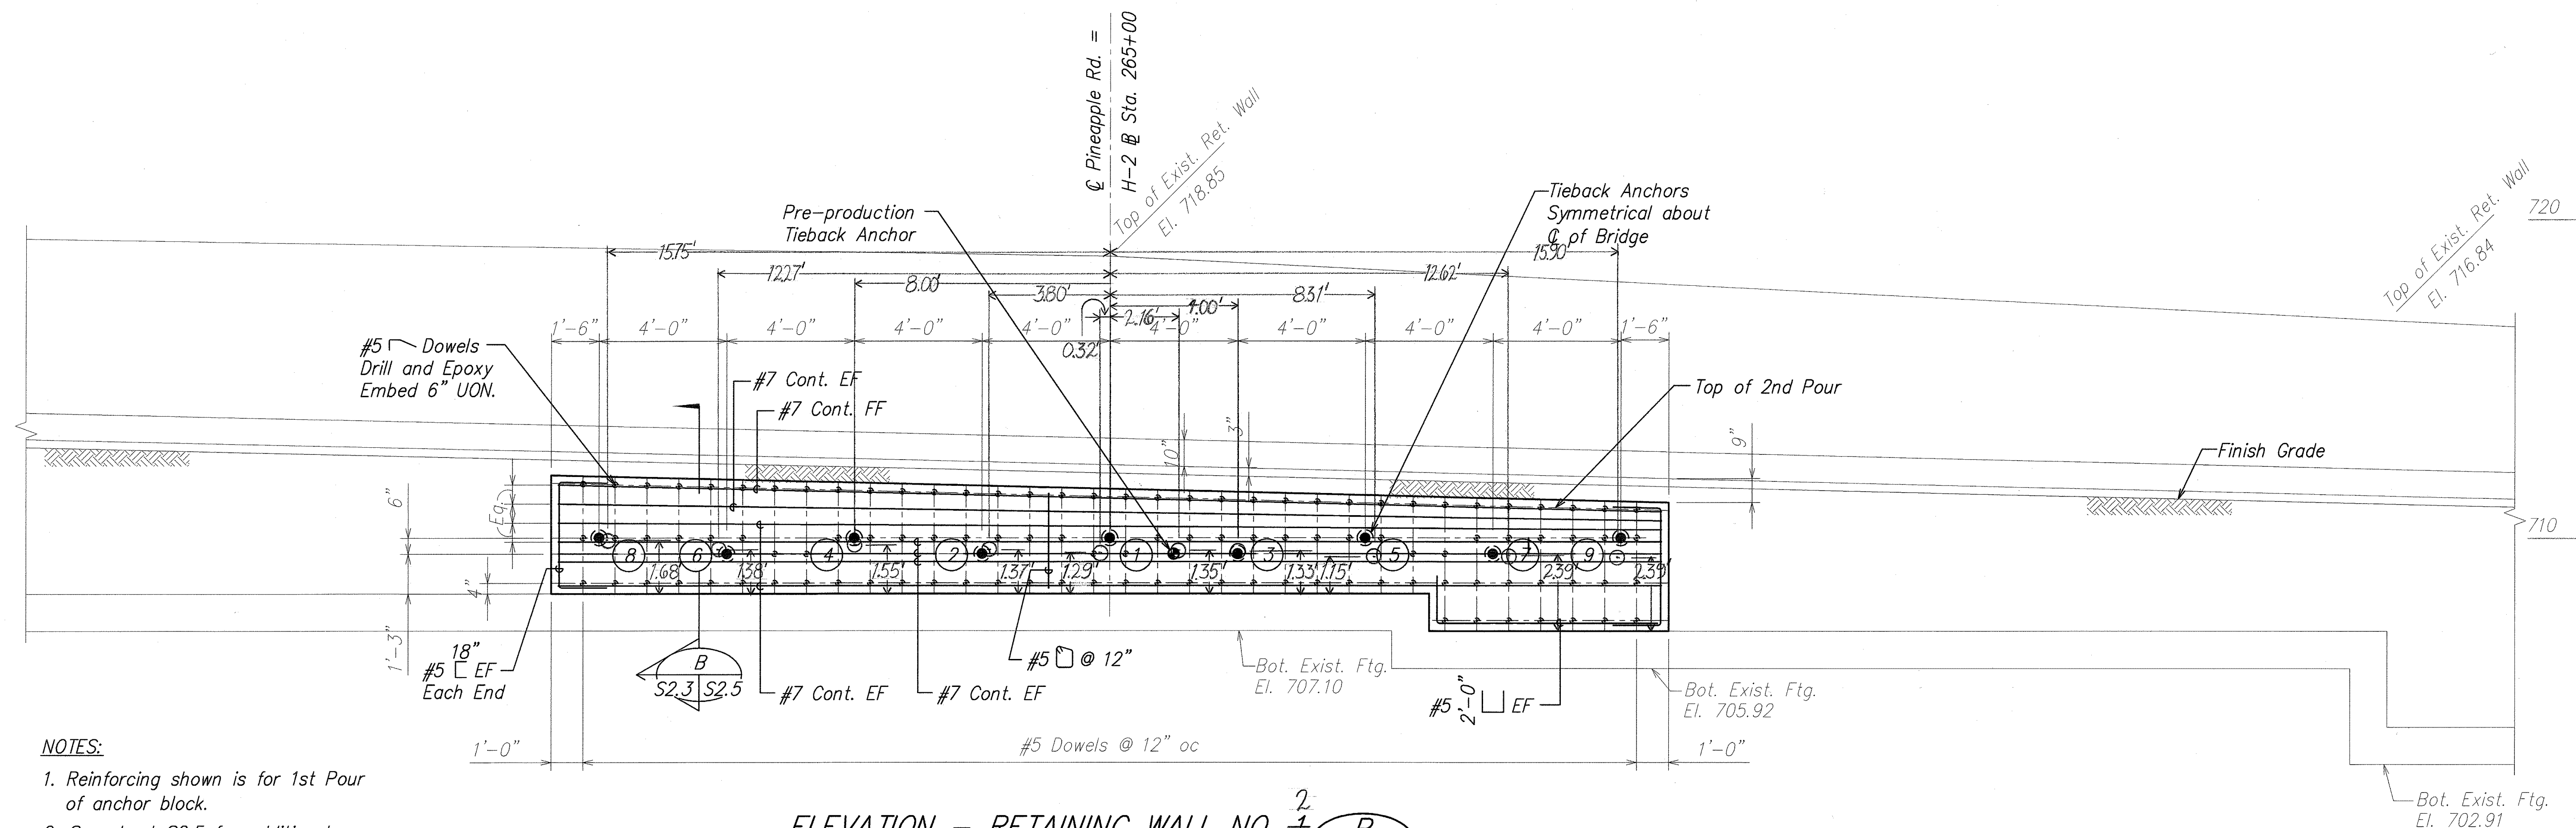 ℄ Pineapple Rd. =
H-2 ℄ Sta. 265+00
Top of Exist. Ret. Wall
El. 718.85
Top of Exist. Ret. Wall
El. 716.84
720
Pre-production
Tieback Anchor
Tieback Anchors
Symmetrical about
℄ of Bridge
15.75'
15.90'
12.27'
12.62'
8.00'
3.80'
8.31'
4.00'
2.16'
0.32'
1'-6" 4'-0" 4'-0" 4'-0" 4'-0" 4'-0" 4'-0" 4'-0" 4'-0" 1'-6"
#5 Dowels
Drill and Epoxy
Embed 6" UON.
#7 Cont. EF
#7 Cont. FF
Top of 2nd Pour
10"
3"
9"
Finish Grade
6"
Eq.
710
8 6 4 2 1 3 5 7 9
1.68' 1.38' 1.55' 1.37' 1.29' 1.35' 1.33' 1.15' 2.39' 2.39'
4"
1'-3"
18"
#5 EF
Each End
B
S2.3 S2.5
#7 Cont. EF
#7 Cont. EF
#5 @ 12"
Bot. Exist. Ftg.
El. 707.10
#5 2'-0" EF
Bot. Exist. Ftg.
El. 705.92
1'-0"
#5 Dowels @ 12" oc
1'-0"
NOTES:
1. Reinforcing shown is for 1st Pour
of anchor block.
Bot. Exist. Ftg.
El. 702.91
2
ELEVATION - RETAINING WALL NO. 1